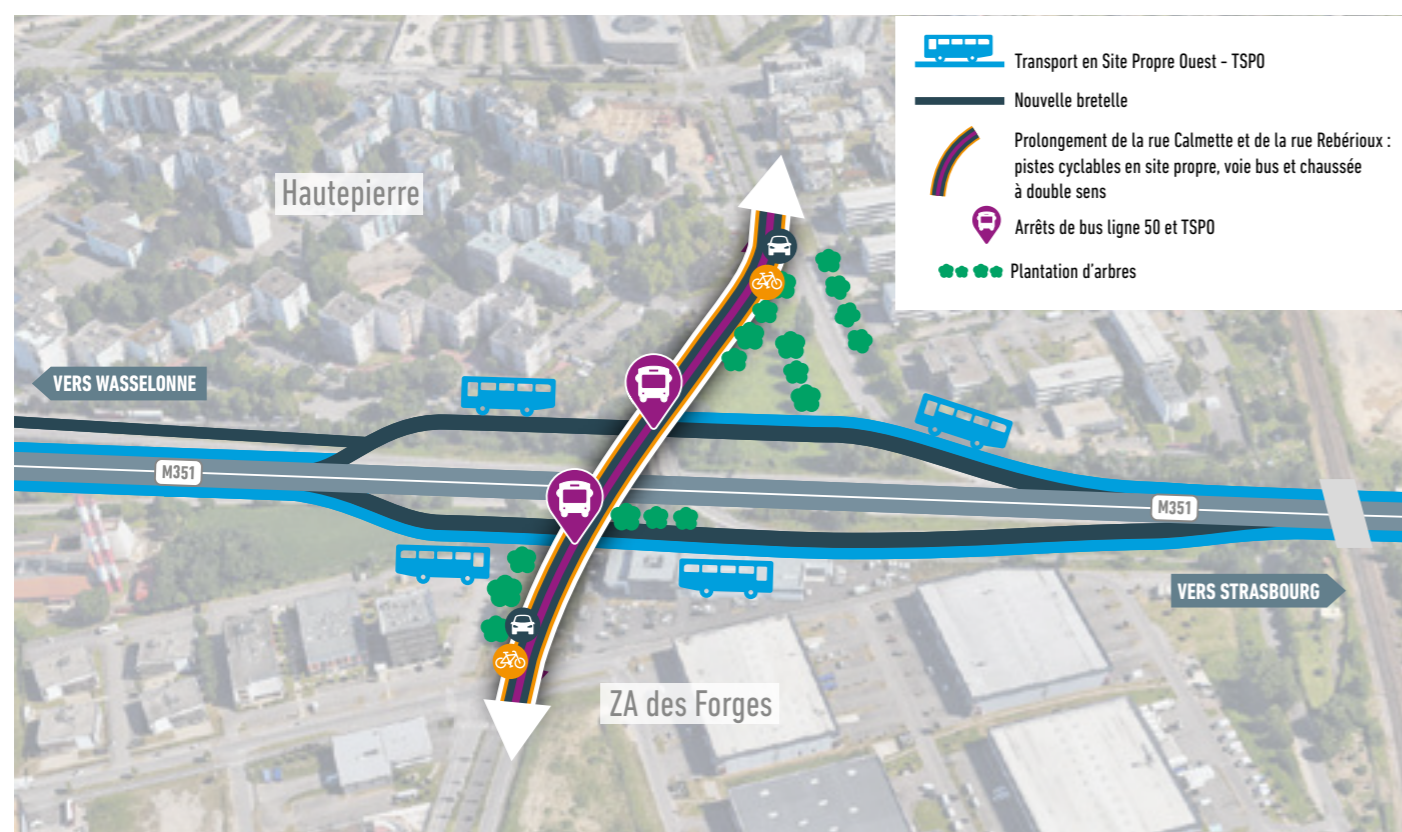 Transport en Site Propre Ouest - TSPO
Nouvelle bretelle
Prolongement de la rue Calmette et de la rue Rebérioux :
pistes cyclables en site propre, voie bus et chaussée
à double sens
Arrêts de bus ligne 50 et TSPO
Plantation d'arbres
Hautepierre
VERS WASSELONNE
M351
M351
VERS STRASBOURG
ZA des Forges